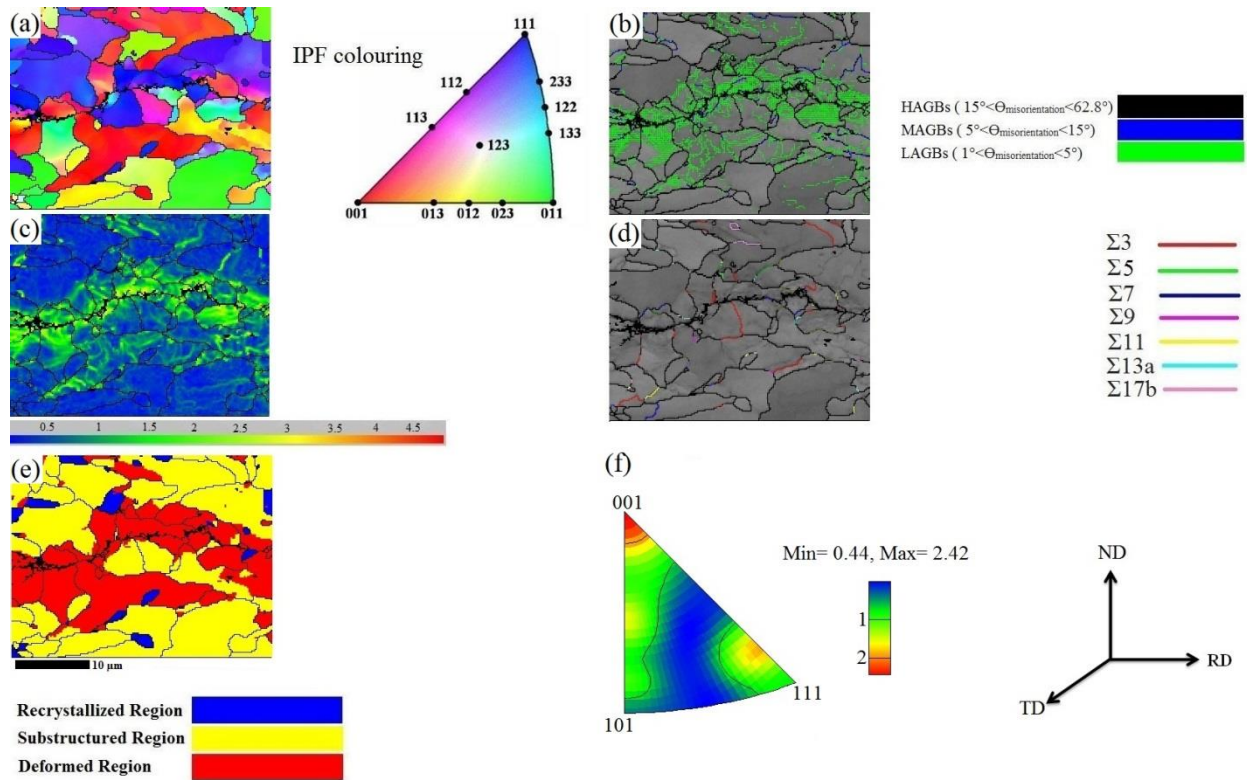 (a)
IPF colouring
111
233
122
133
112
113
123
001
013
012
023
011
(b)
HAGBs ( 15°<Ѳmisorientation<62.8°)
MAGBs ( 5°<Ѳmisorientation<15°)
LAGBs ( 1°<Ѳmisorientation<5°)
(c)
0.5 1 1.5 2 2.5 3 3.5 4 4.5
(d)
Σ3
Σ5
Σ7
Σ9
Σ11
Σ13a
Σ17b
(e)
10 µm
Recrystallized Region
Substructured Region
Deformed Region
(f)
001
101
111
Min= 0.44, Max= 2.42
1
2
ND
RD
TD